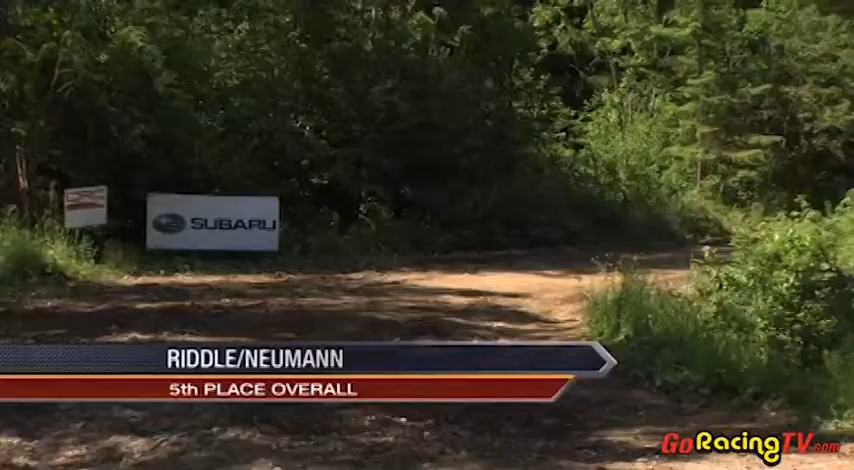 SUBARU
RIDDLE/NEUMANN
5TH PLACE OVERALL
GoRacingTV.com